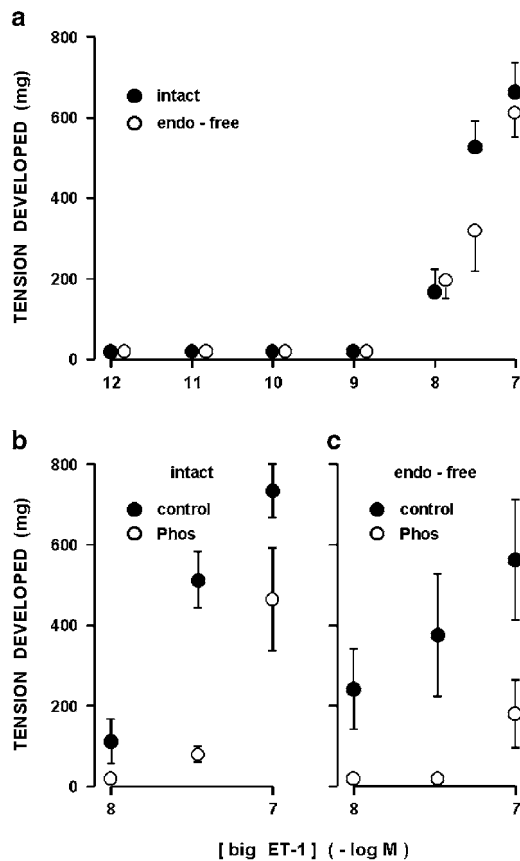 a
800
600
400
200
0
TENSION DEVELOPED (mg)
intact
endo - free
12 11 10 9 8 7
b
c
800
600
400
200
0
TENSION DEVELOPED (mg)
intact
control
Phos
endo - free
control
Phos
8 7 8 7
[ big ET-1 ] ( - log M )